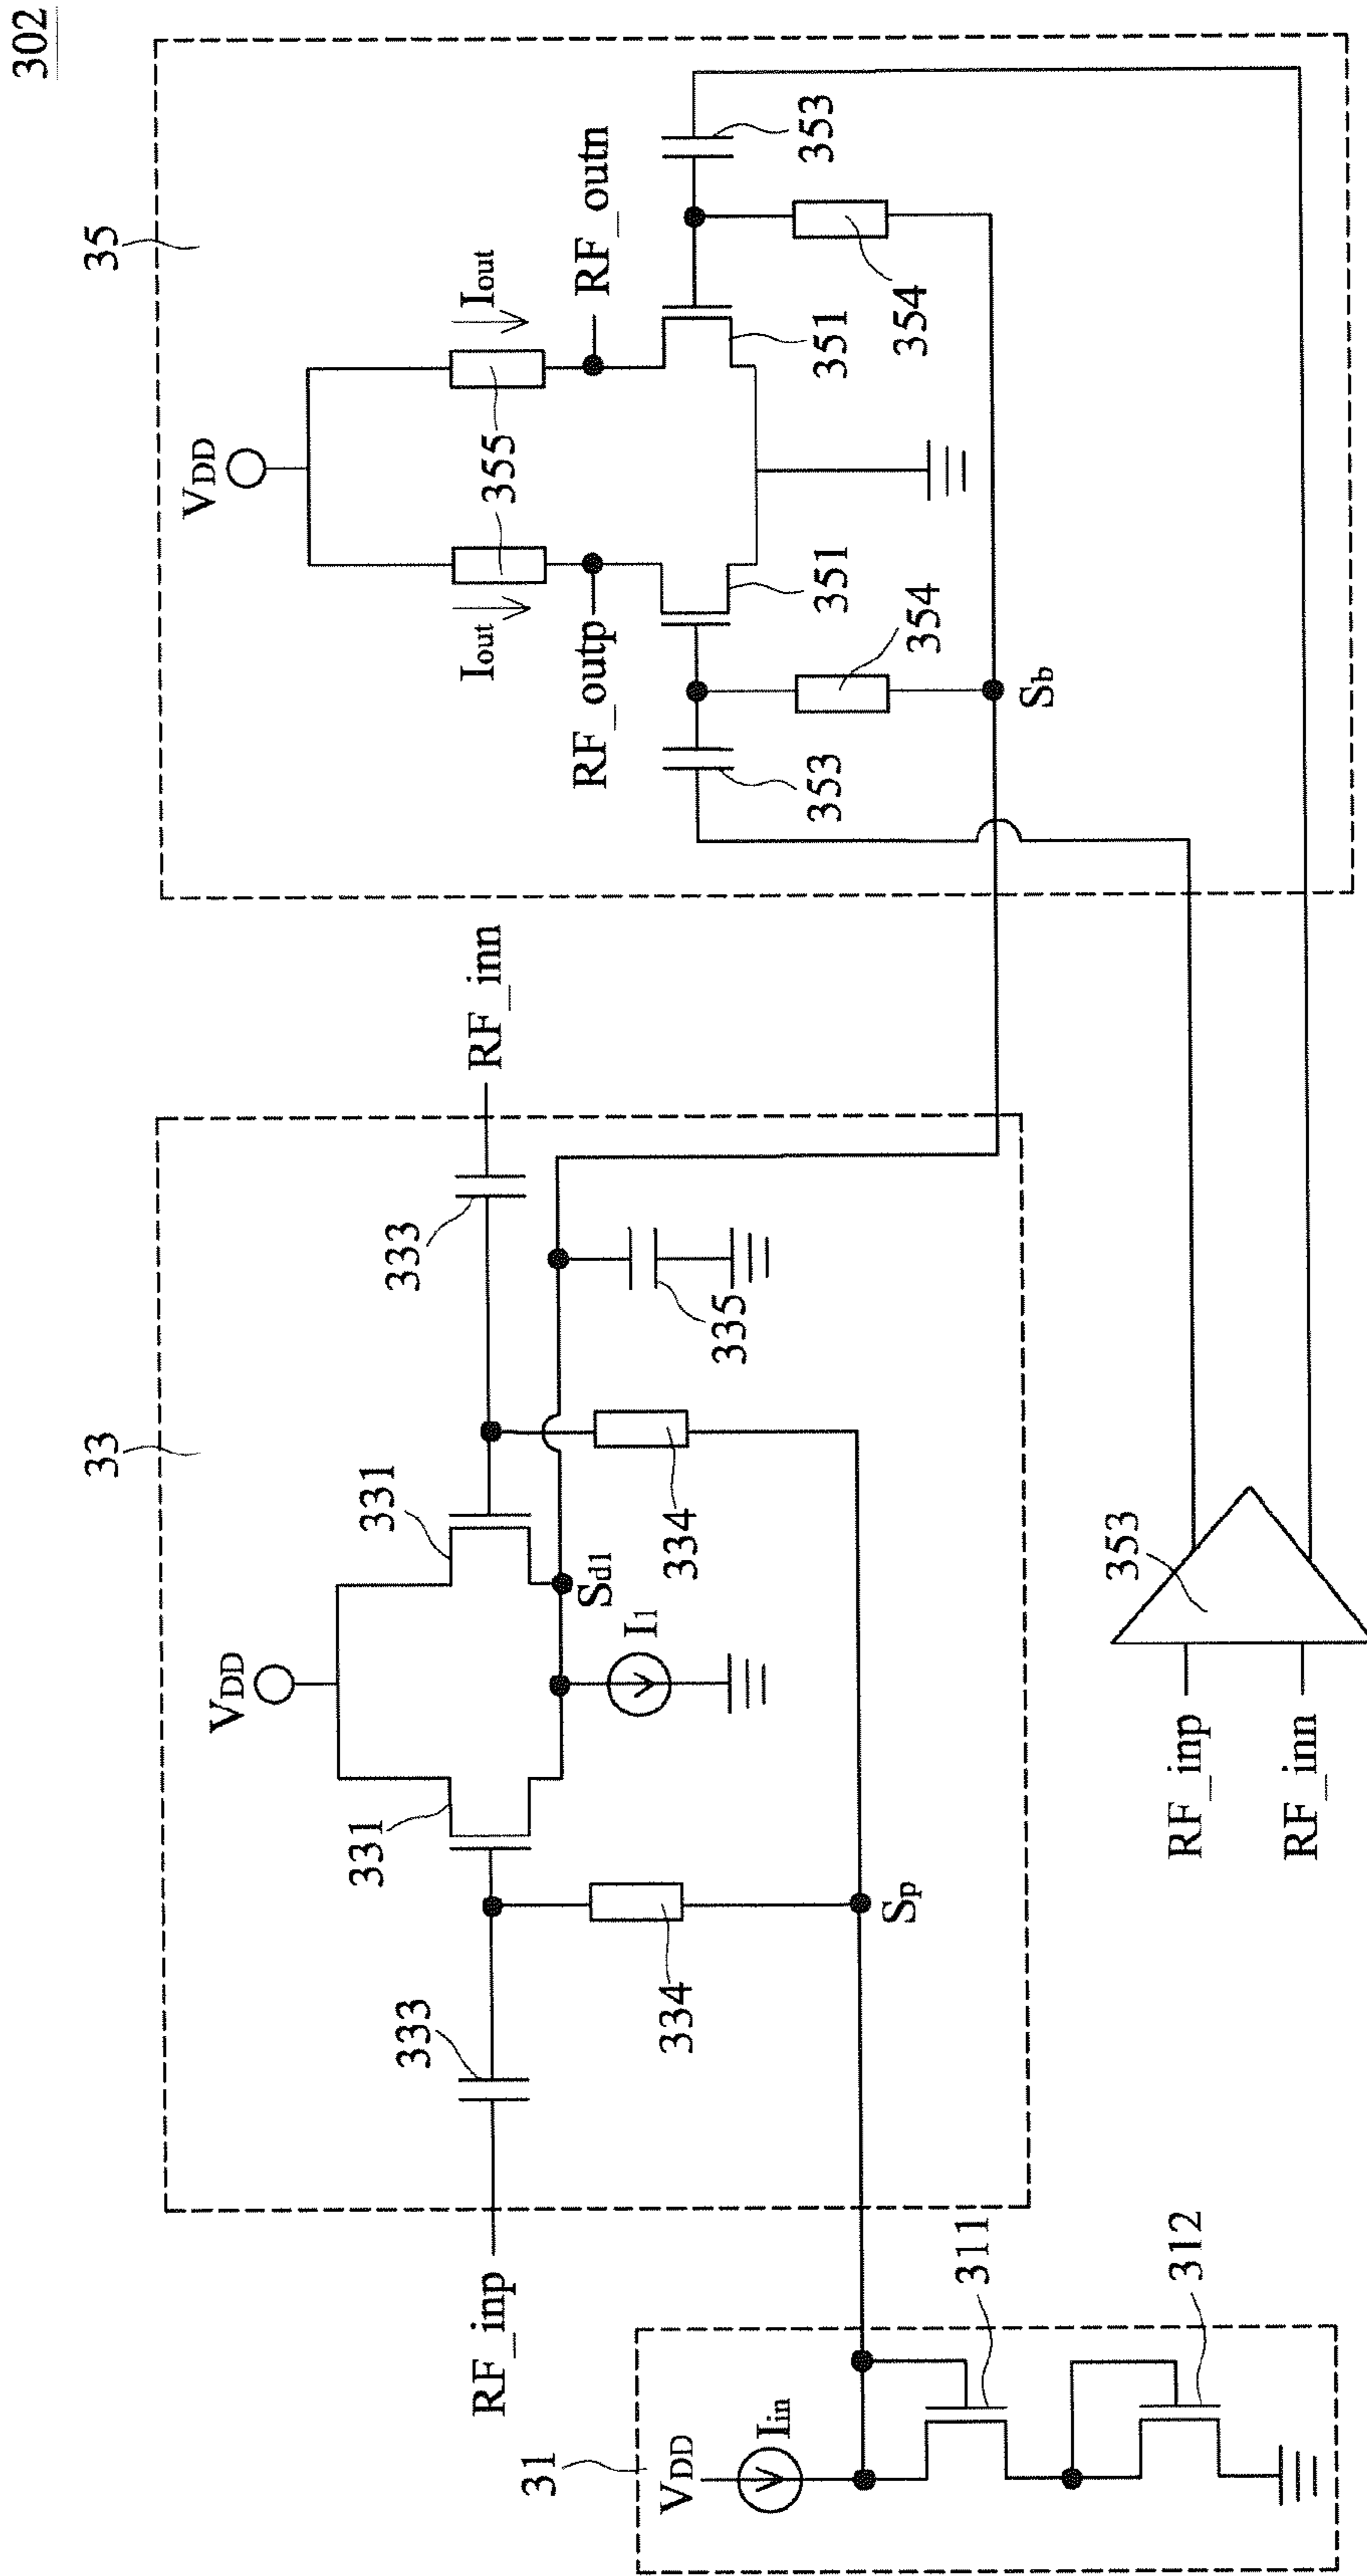 302
35
V_DD
I_out
I_out
355
RF_outp
RF_outn
353
353
351
351
354
354
S_b
33
V_DD
331
331
333
333
RF_inn
RF_inp
S_d1
I_1
334
334
335
S_p
31
V_DD
I_in
311
312
353
RF_inp
RF_inn